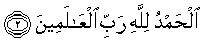 ٱلْحَمْدُ لِلَّهِ رَبِّ ٱلْعَـٰلَمِينَ ﴿٢﴾